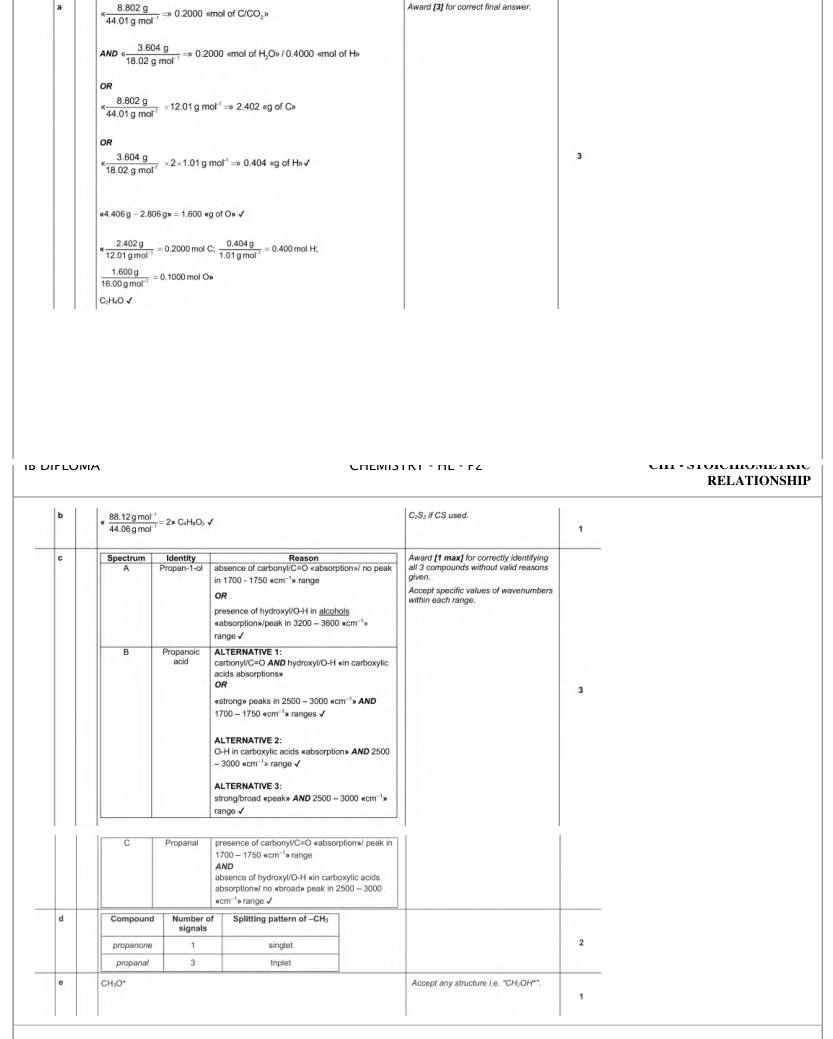 a
«8.802 g / 44.01 g mol⁻¹ =» 0.2000 «mol of C/CO₂»
Award [3] for correct final answer.
AND «3.604 g / 18.02 g mol⁻¹ =» 0.2000 «mol of H₂O» / 0.4000 «mol of H»
OR
«8.802 g / 44.01 g mol⁻¹ × 12.01 g mol⁻¹ =» 2.402 «g of C»
OR
«3.604 g / 18.02 g mol⁻¹ × 2 × 1.01 g mol⁻¹ =» 0.404 «g of H» ✓
3
«4.406 g – 2.806 g» = 1.600 «g of O» ✓
«2.402 g / 12.01 g mol⁻¹ = 0.2000 mol C; 0.404 g / 1.01 g mol⁻¹ = 0.400 mol H;
1.600 g / 16.00 g mol⁻¹ = 0.1000 mol O»
C₂H₄O ✓
IB DIPLOMA
CHEMISTRY - HL - P2
CH1 - STOICHIOMETRIC
RELATIONSHIP
b
«88.12 g mol⁻¹ / 44.06 g mol⁻¹ = 2» C₄H₈O₂ ✓
C₂S₂ if CS used.
1
c
Spectrum Identity Reason
A Propan-1-ol absence of carbonyl/C=O «absorption»/ no peak
in 1700 - 1750 «cm⁻¹» range
OR
presence of hydroxyl/O-H in alcohols
«absorption»/peak in 3200 – 3600 «cm⁻¹»
range ✓
B Propanoic
acid
ALTERNATIVE 1:
carbonyl/C=O AND hydroxyl/O-H «in carboxylic
acids absorptions»
OR
«strong» peaks in 2500 – 3000 «cm⁻¹» AND
1700 – 1750 «cm⁻¹» ranges ✓
ALTERNATIVE 2:
O-H in carboxylic acids «absorption» AND 2500
– 3000 «cm⁻¹» range ✓
ALTERNATIVE 3:
strong/broad «peak» AND 2500 – 3000 «cm⁻¹»
range ✓
Award [1 max] for correctly identifying
all 3 compounds without valid reasons
given.
Accept specific values of wavenumbers
within each range.
3
C Propanal presence of carbonyl/C=O «absorption»/ peak in
1700 – 1750 «cm⁻¹» range
AND
absence of hydroxyl/O-H «in carboxylic acids
absorption»/ no «broad» peak in 2500 – 3000
«cm⁻¹» range ✓
d
Compound Number of
signals
Splitting pattern of –CH₃
propanone 1 singlet
propanal 3 triplet
2
e
CH₃O⁺
Accept any structure i.e. "CH₂OH⁺".
1